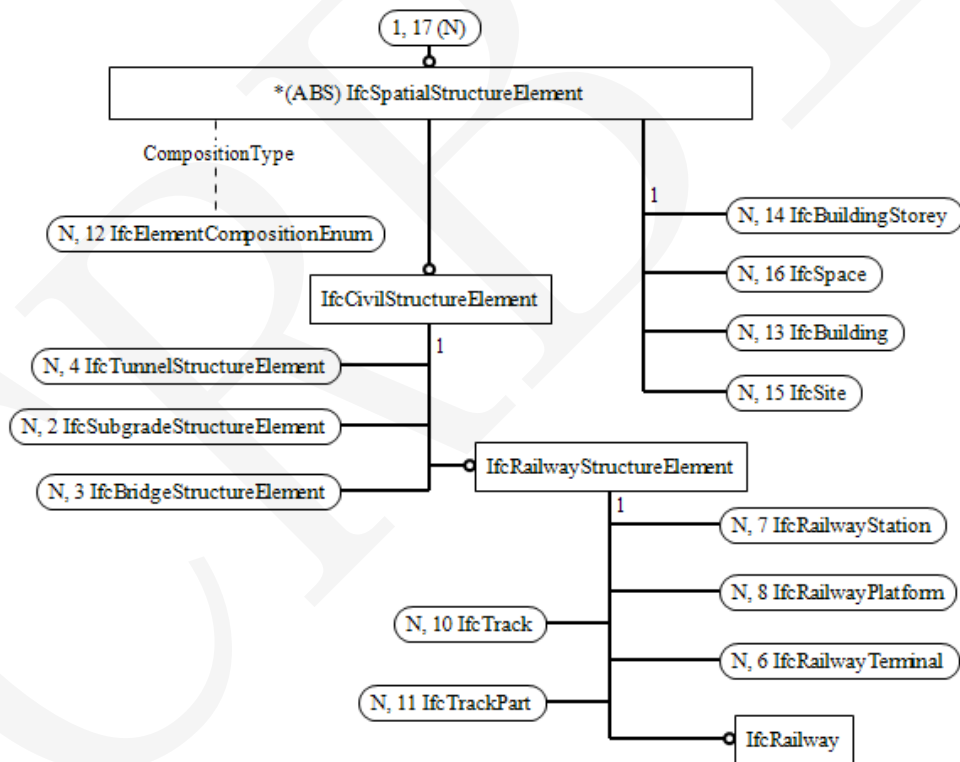 1, 17 (N)
*(ABS) IfcSpatialStructureElement
CompositionType
1
N, 14 IfcBuildingStorey
N, 12 IfcElementCompositionEnum
N, 16 IfcSpace
IfcCivilStructureElement
N, 13 IfcBuilding
1
N, 4 IfcTunnelStructureElement
N, 15 IfcSite
N, 2 IfcSubgradeStructureElement
IfcRailwayStructureElement
N, 3 IfcBridgeStructureElement
1
N, 7 IfcRailwayStation
N, 8 IfcRailwayPlatform
N, 10 IfcTrack
N, 6 IfcRailwayTerminal
N, 11 IfcTrackPart
IfcRailway